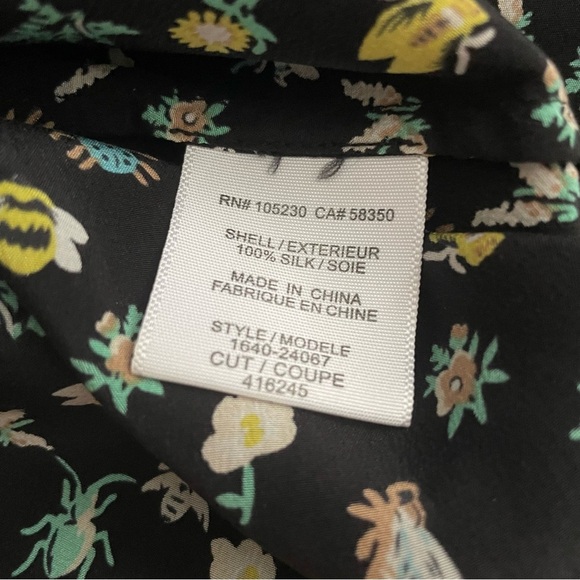 RN# 105230 CA# 58350
SHELL / EXTERIEUR
100% SILK / SOIE
MADE IN CHINA
FABRIQUE EN CHINE
STYLE / MODELE
1640-24067
CUT / COUPE
416245